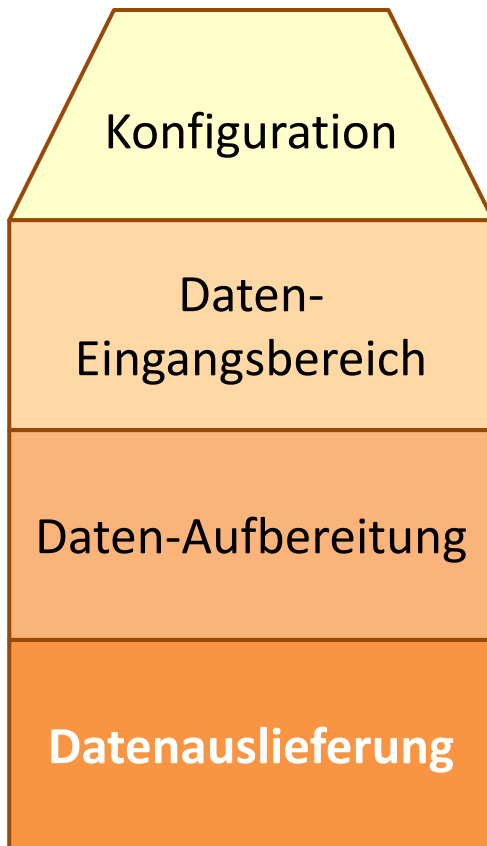 Konfiguration
Daten-
Eingangsbereich
Daten-Aufbereitung
Datenauslieferung